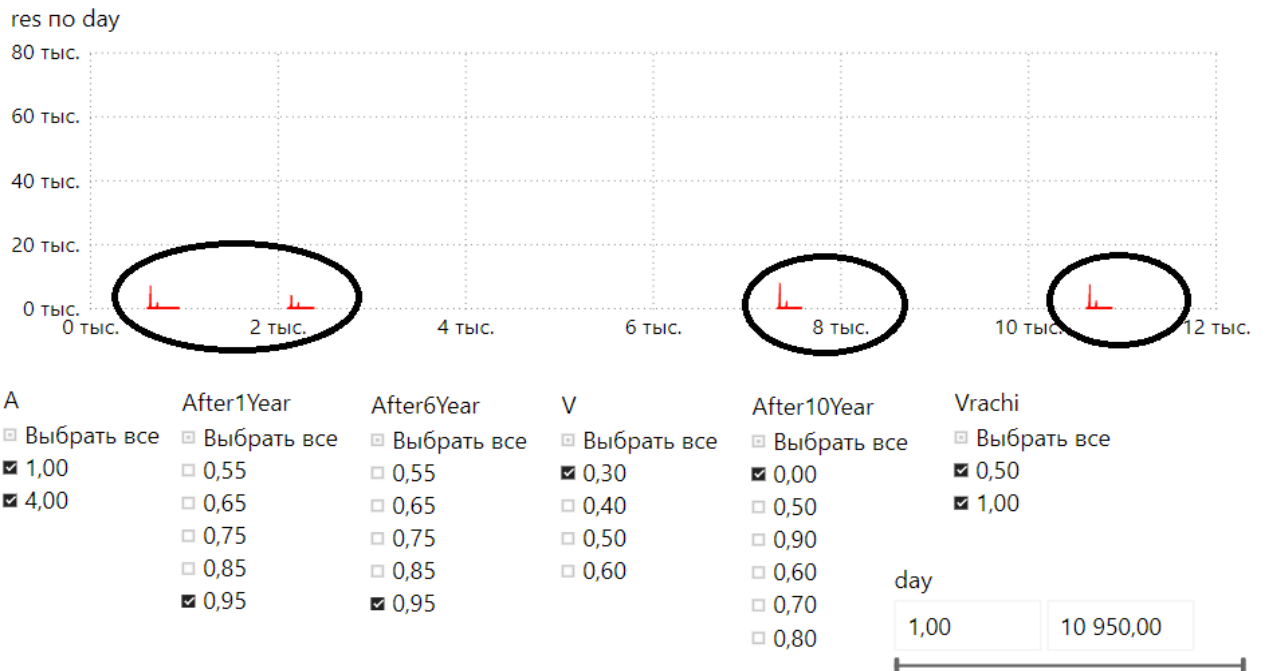 res по day
80 тыс.
60 тыс.
40 тыс.
20 тыс.
0 тыс.
0 тыс. 2 тыс. 4 тыс. 6 тыс. 8 тыс. 10 тыс. 12 тыс.
A
Выбрать все
1,00
4,00
After1Year
Выбрать все
0,55
0,65
0,75
0,85
0,95
After6Year
Выбрать все
0,55
0,65
0,75
0,85
0,95
V
Выбрать все
0,30
0,40
0,50
0,60
After10Year
Выбрать все
0,00
0,50
0,90
0,60
0,70
0,80
Vrachi
Выбрать все
0,50
1,00
day
1,00 10 950,00